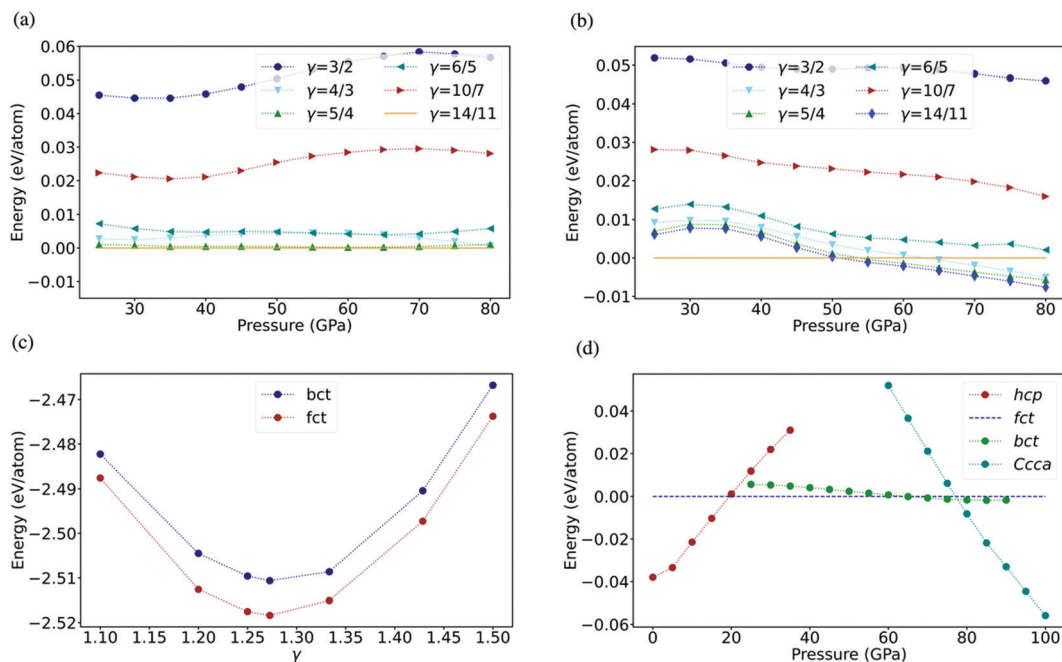 (a)
Energy (eV/atom)
0.06
0.05
0.04
0.03
0.02
0.01
0.00
−0.01
γ=3/2 γ=6/5
γ=4/3 γ=10/7
γ=5/4 γ=14/11
30 40 50 60 70 80
Pressure (GPa)
(b)
Energy (eV/atom)
0.05
0.04
0.03
0.02
0.01
0.00
−0.01
γ=3/2 γ=6/5
γ=4/3 γ=10/7
γ=5/4 γ=14/11
30 40 50 60 70 80
Pressure (GPa)
(c)
Energy (eV/atom)
−2.47
−2.48
−2.49
−2.50
−2.51
−2.52
bct
fct
1.10 1.15 1.20 1.25 1.30 1.35 1.40 1.45 1.50
γ
(d)
Energy (eV/atom)
0.04
0.02
0.00
−0.02
−0.04
−0.06
hcp
fct
bct
Ccca
0 20 40 60 80 100
Pressure (GPa)